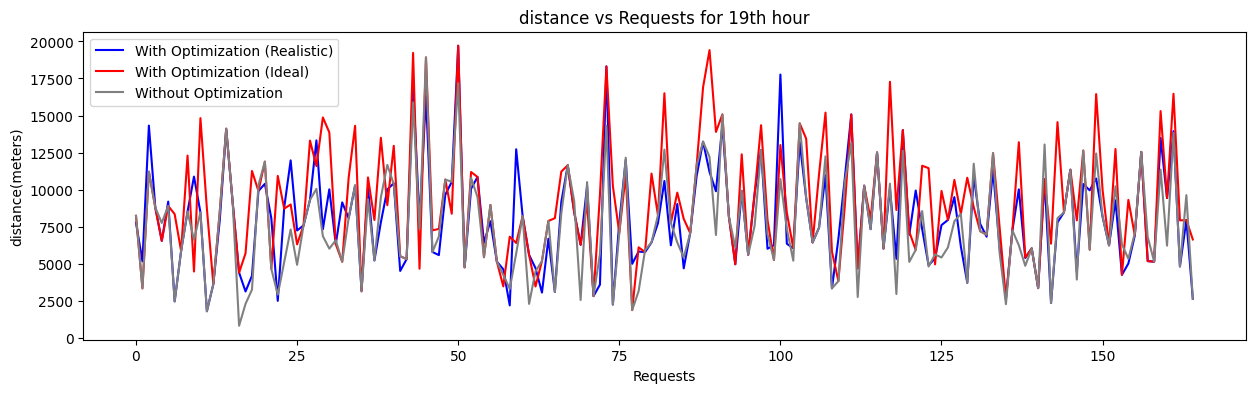 distance vs Requests for 19th hour
With Optimization (Realistic)
With Optimization (Ideal)
Without Optimization
distance(meters)
20000
17500
15000
12500
10000
7500
5000
2500
0
0 25 50 75 100 125 150
Requests